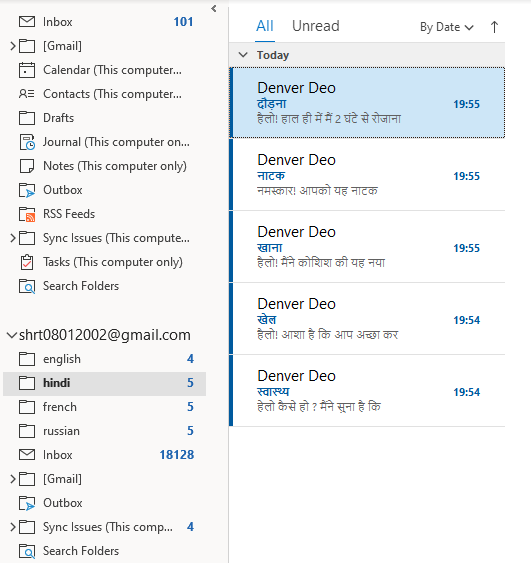 Inbox 101
[Gmail]
Calendar (This computer...
Contacts (This computer...
Drafts
Journal (This computer on...
Notes (This computer only)
Outbox
RSS Feeds
Sync Issues (This compute...
Tasks (This computer only)
Search Folders
shrt08012002@gmail.com
english 4
hindi 5
french 5
russian 5
Inbox 18128
[Gmail]
Outbox
Sync Issues (This comp... 4
Search Folders
All Unread By Date
Today
Denver Deo
दौड़ना 19:55
हैलो! हाल ही में मैं 2 घंटे से रोजाना
Denver Deo
नाटक 19:55
नमस्कार! आपको यह नाटक
Denver Deo
खाना 19:55
हैलो! मैंने कोशिश की यह नया
Denver Deo
खेल 19:54
हैलो! आशा है कि आप अच्छा कर
Denver Deo
स्वास्थ्य 19:54
हेलो कैसे हो ? मैंने सुना है कि